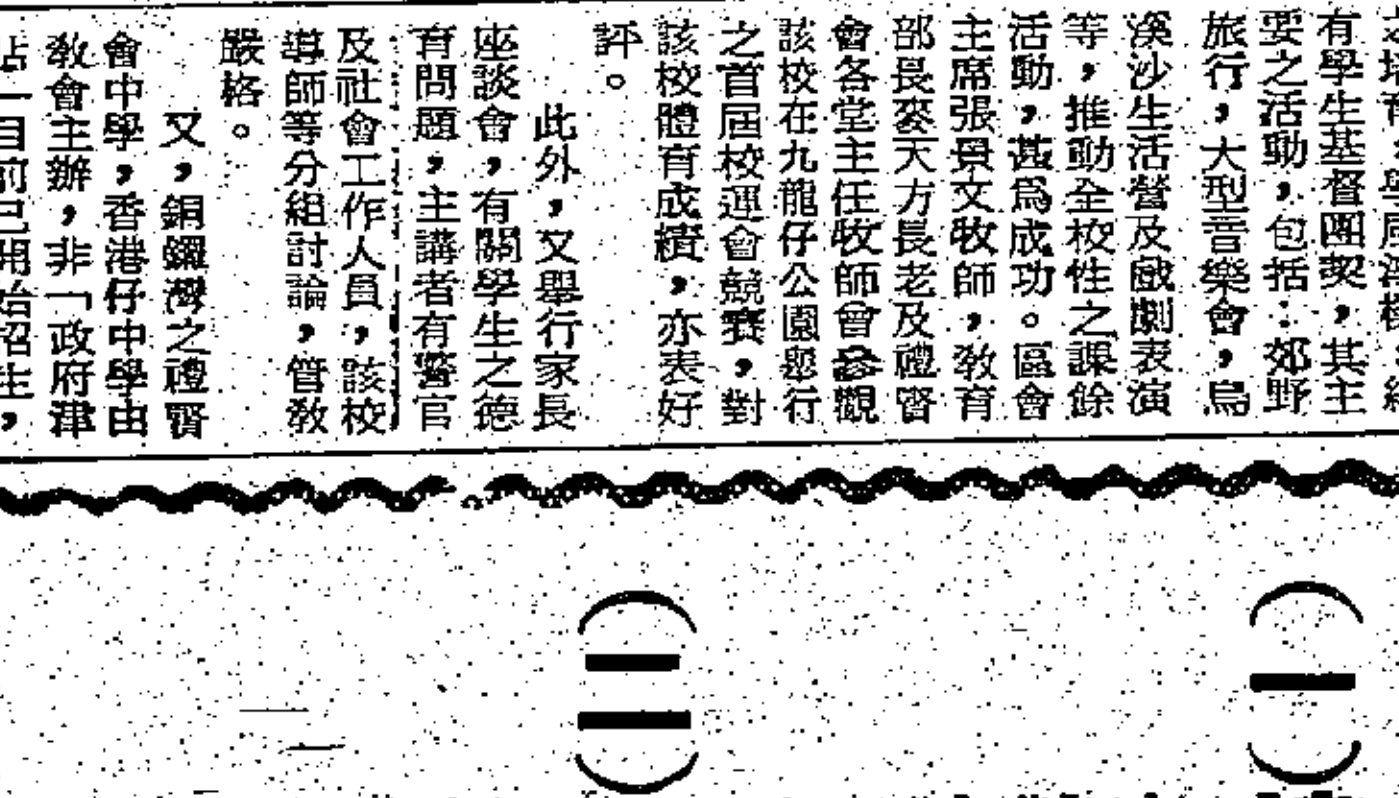 有學生基督團契，其主
要之活動，包括：郊野
旅行，大型音樂會，烏
溪沙生活營及戲劇表演
等，推動全校性之課餘
活動，甚爲成功。區會
主席張景文牧師，教育
部長麥天方長老及禮賢
會各堂主任牧師曾參觀
該校在九龍仔公園舉行
之首屆校運會競賽，對
該校體育成績，亦表好
評。
此外，又舉行家長
座談會，有關學生之德
育問題，主講者有警官
及社會工作人員，該校
導師等分組討論，管教
嚴格。
又，銅鑼灣之禮賢
會中學，香港仔中學由
教會主辦，非「政府津
貼」目前已開始招生，
（一）
（二）